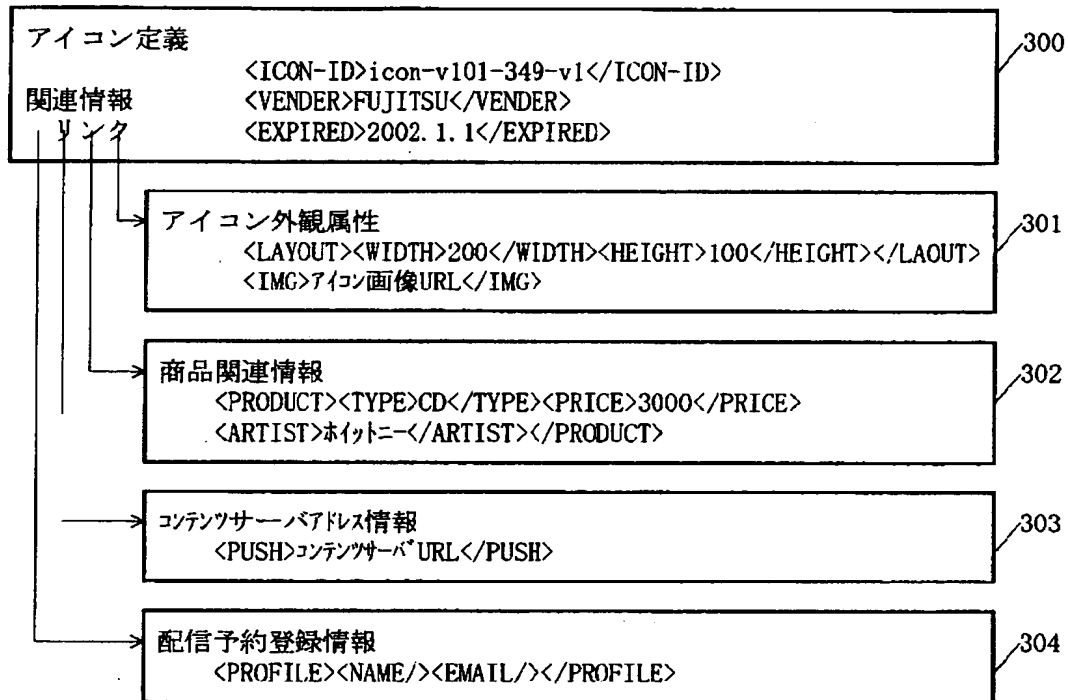 アイコン定義
300
<ICON-ID>icon-v101-349-v1</ICON-ID>
関連情報
<VENDER>FUJITSU</VENDER>
リンク
<EXPIRED>2002.1.1</EXPIRED>
アイコン外観属性
301
<LAYOUT><WIDTH>200</WIDTH><HEIGHT>100</HEIGHT></LAOUT>
<IMG>アイコン画像URL</IMG>
商品関連情報
302
<PRODUCT><TYPE>CD</TYPE><PRICE>3000</PRICE>
<ARTIST>ホイットニー</ARTIST></PRODUCT>
コンテンツサーバアドレス情報
303
<PUSH>コンテンツサーバURL</PUSH>
配信予約登録情報
304
<PROFILE><NAME/><EMAIL/></PROFILE>